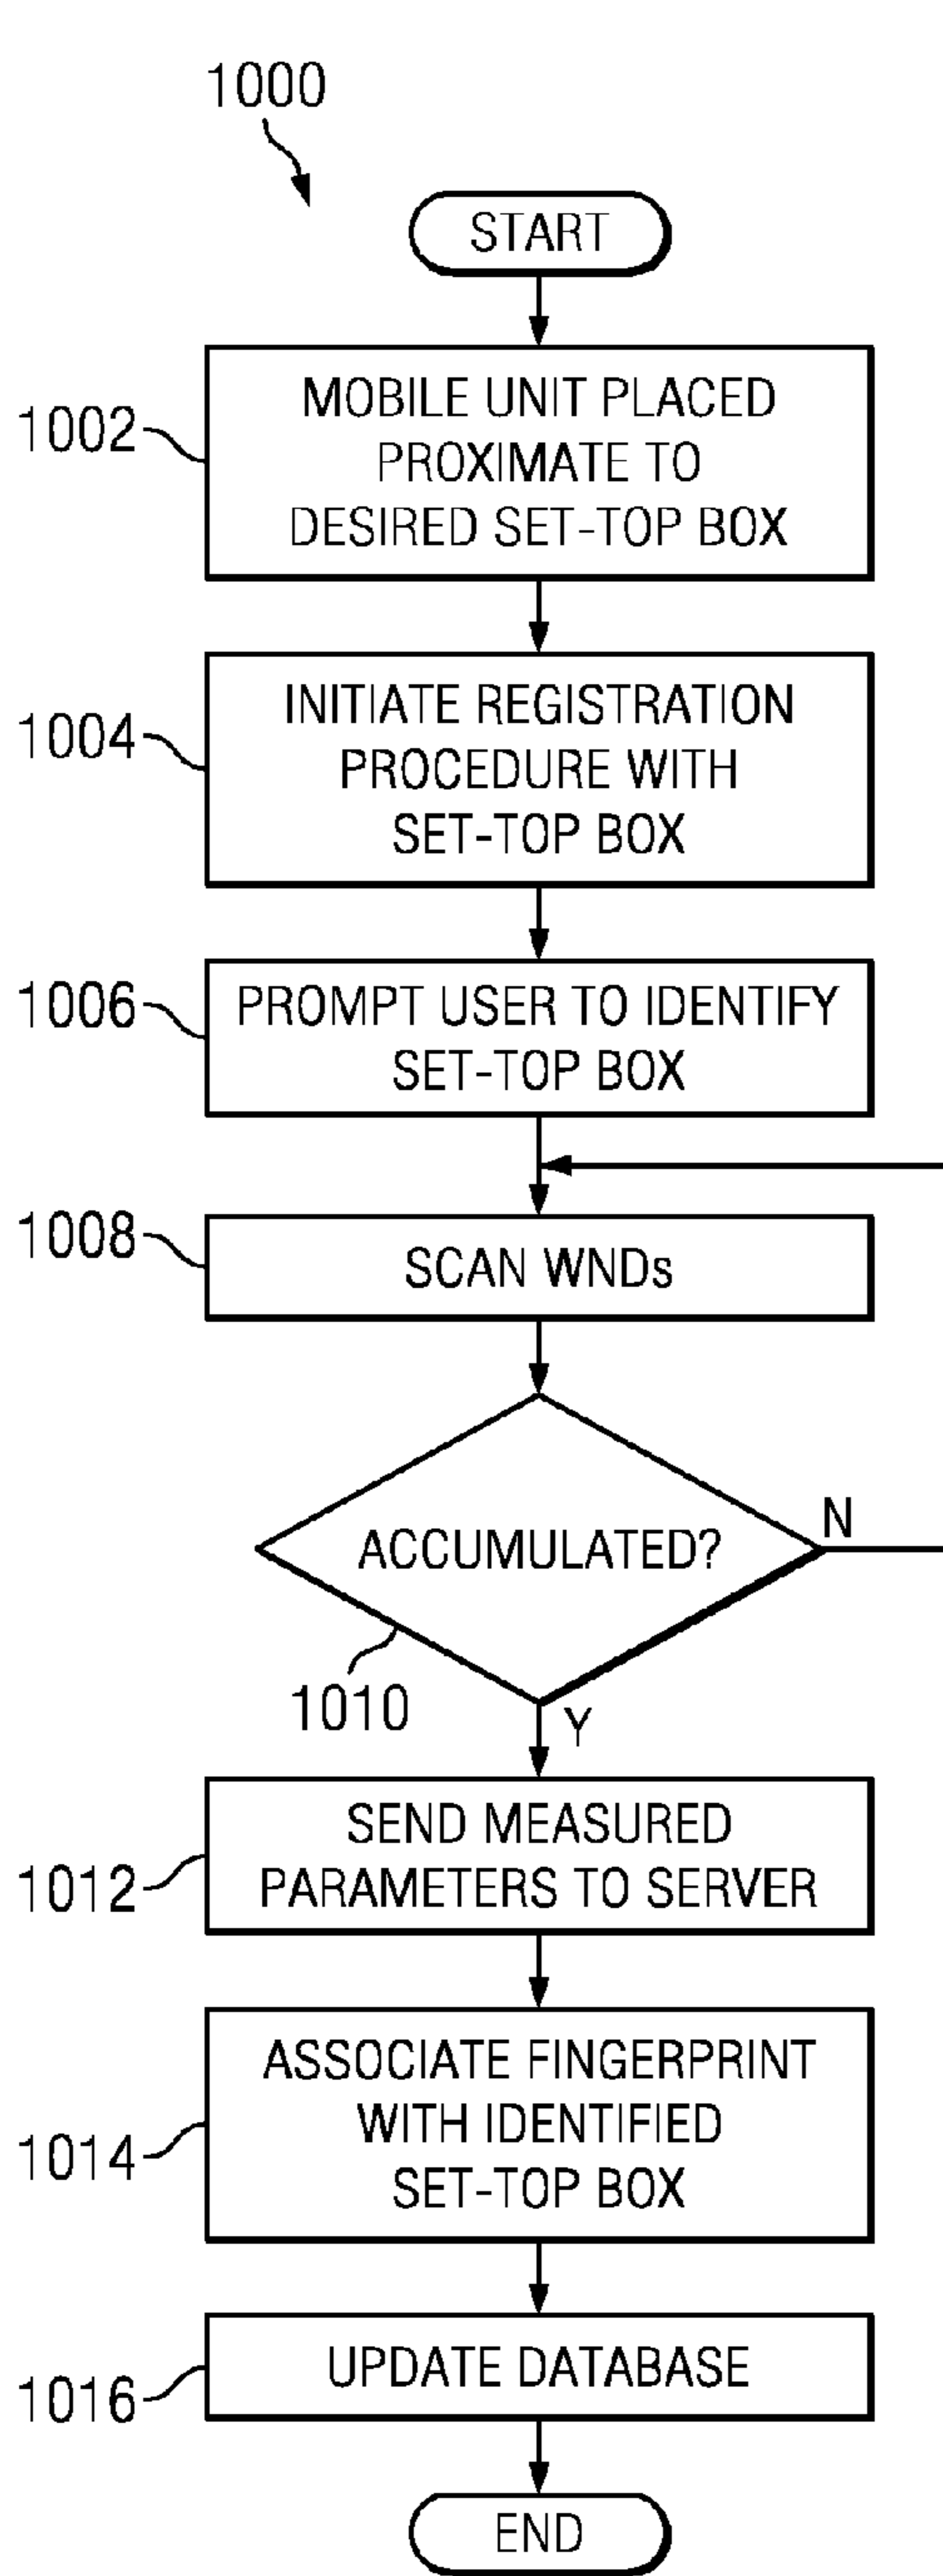 1000
START
1002
MOBILE UNIT PLACED
PROXIMATE TO
DESIRED SET-TOP BOX
1004
INITIATE REGISTRATION
PROCEDURE WITH
SET-TOP BOX
1006
PROMPT USER TO IDENTIFY
SET-TOP BOX
1008
SCAN WNDs
ACCUMULATED?
N
1010
Y
1012
SEND MEASURED
PARAMETERS TO SERVER
1014
ASSOCIATE FINGERPRINT
WITH IDENTIFIED
SET-TOP BOX
1016
UPDATE DATABASE
END